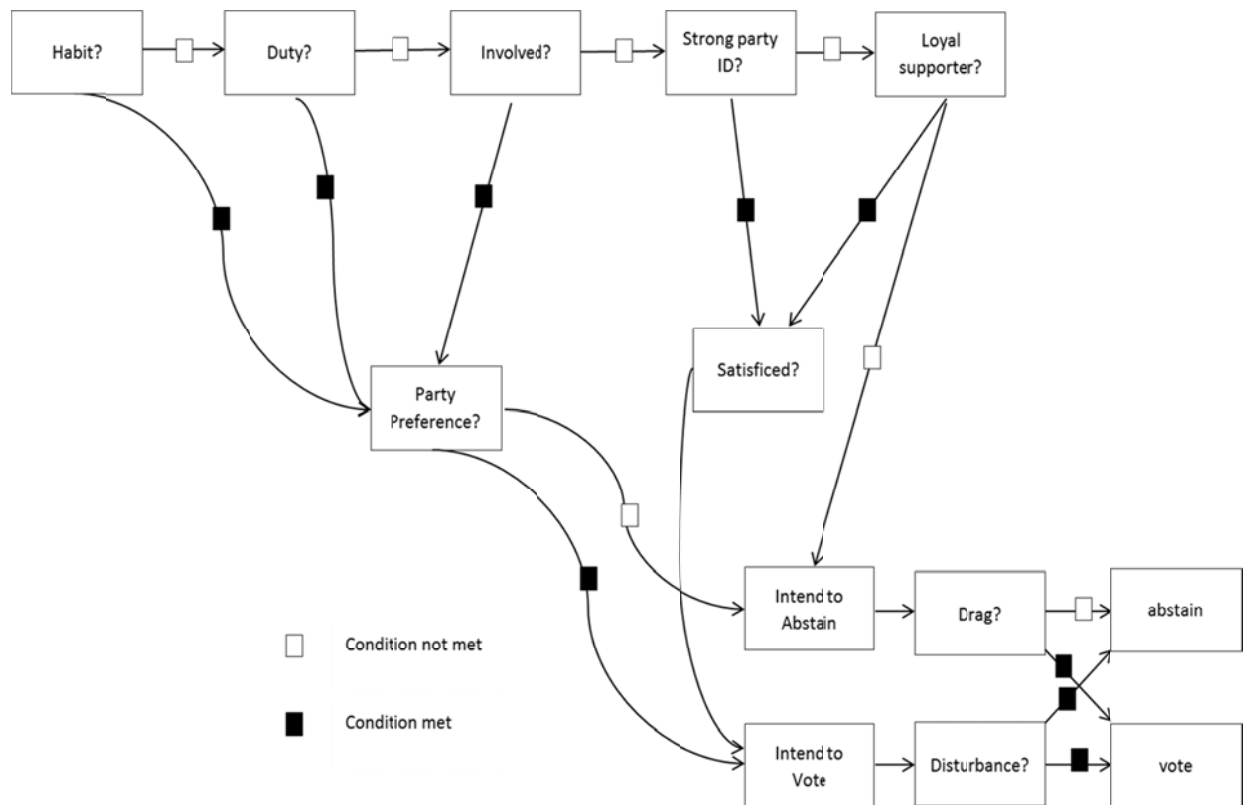 Habit?
Duty?
Involved?
Strong party
ID?
Loyal
supporter?
Party
Preference?
Satisficed?
Intend to
Abstain
Drag?
abstain
Condition not met
Condition met
Intend to
Vote
Disturbance?
vote